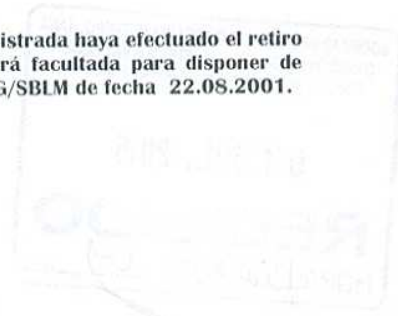 istrada haya efectuado el retiro
rá facultada para disponer de
G/SBLM de fecha 22.08.2001.